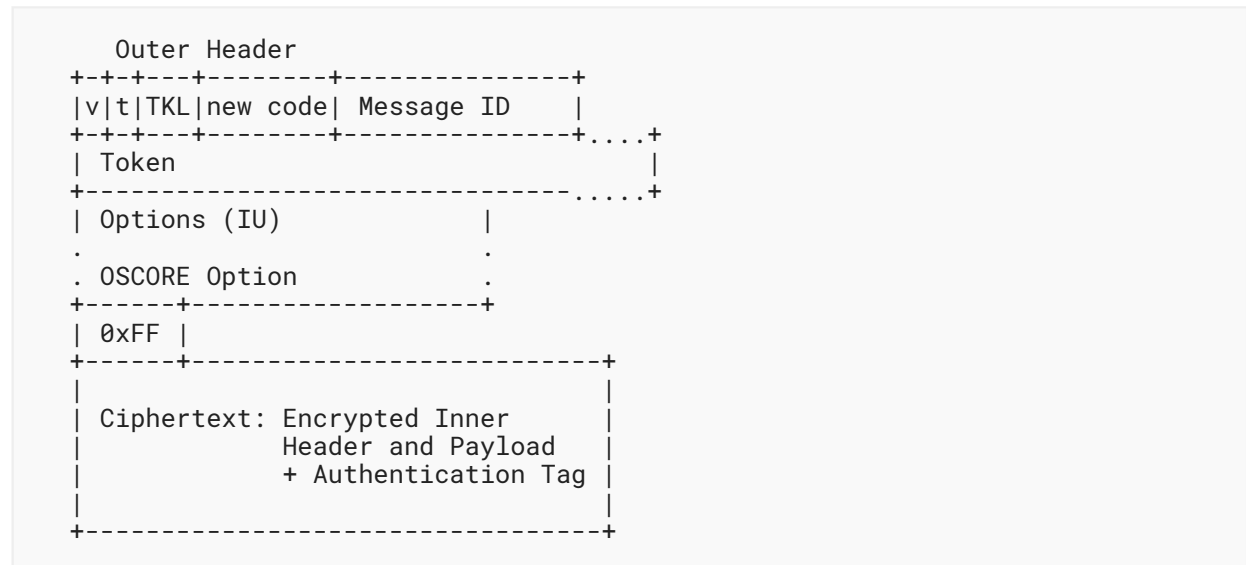 Outer Header
+-+-+---+--------+---------------+
|v|t|TKL|new code| Message ID    |
+-+-+---+--------+---------------+....+
| Token                               |
+--------------------------------.....+
| Options (IU)             |
.                          .
. OSCORE Option            .
+------+-------------------+
| 0xFF |
+------+---------------------------+
|                                  |
| Ciphertext: Encrypted Inner      |
|             Header and Payload   |
|             + Authentication Tag |
|                                  |
+----------------------------------+